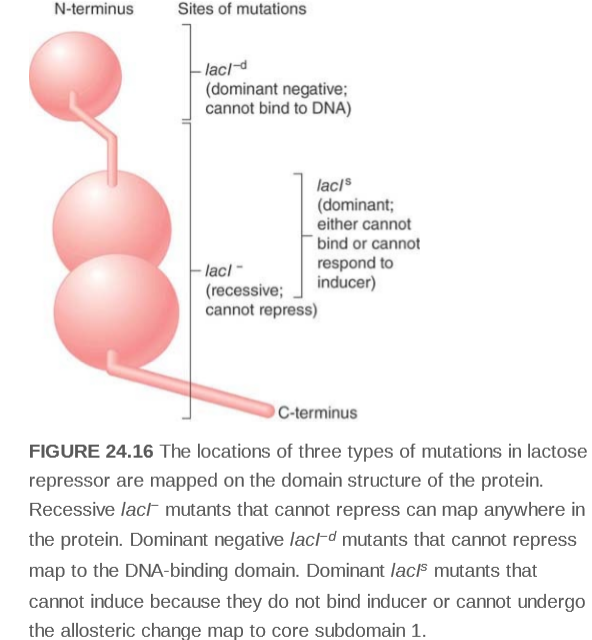 N-terminus Sites of mutations
lacI⁻ᵈ
(dominant negative;
cannot bind to DNA)
lacIˢ
(dominant;
either cannot
bind or cannot
respond to
inducer)
lacI⁻
(recessive;
cannot repress)
C-terminus
FIGURE 24.16 The locations of three types of mutations in lactose
repressor are mapped on the domain structure of the protein.
Recessive lacI⁻ mutants that cannot repress can map anywhere in
the protein. Dominant negative lacI⁻ᵈ mutants that cannot repress
map to the DNA-binding domain. Dominant lacIˢ mutants that
cannot induce because they do not bind inducer or cannot undergo
the allosteric change map to core subdomain 1.